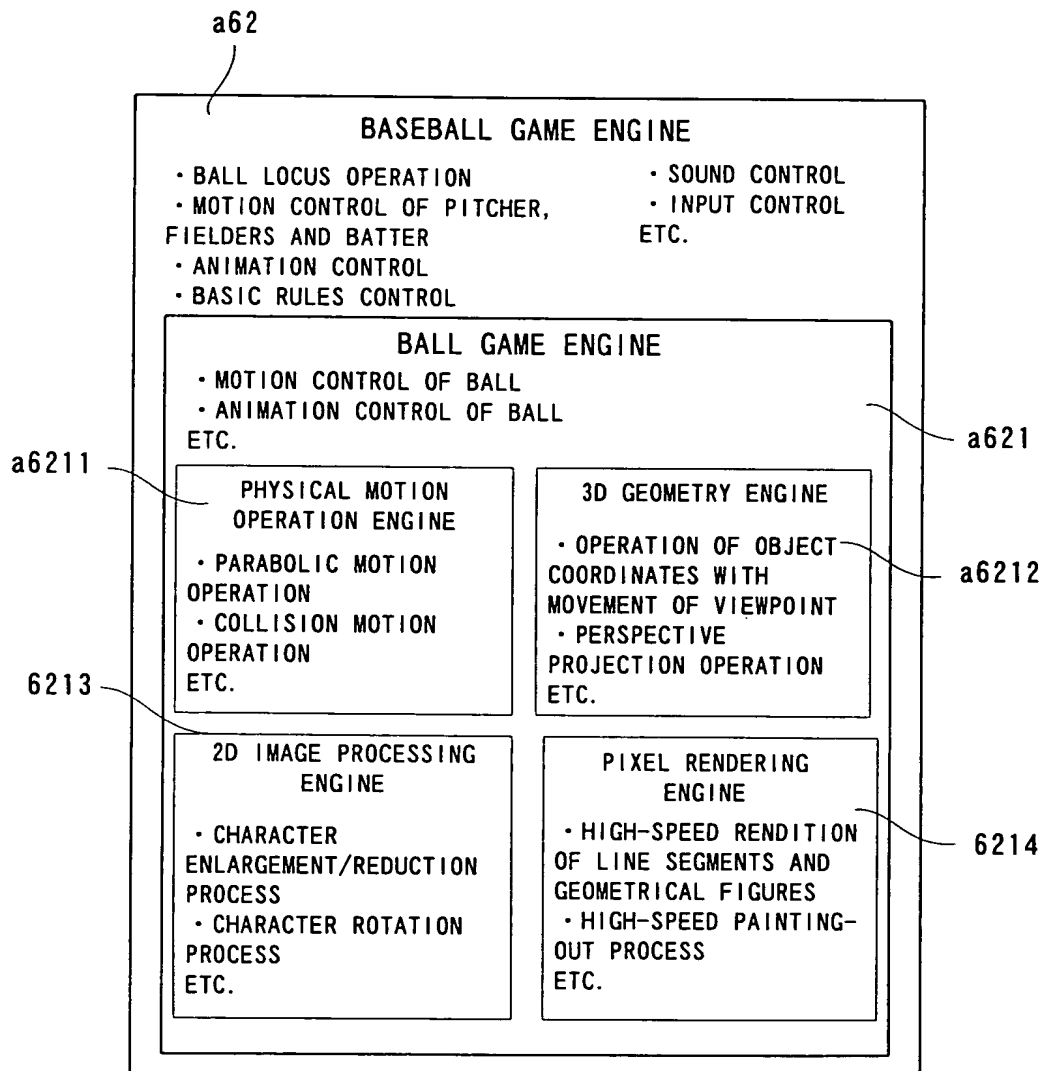 a62
BASEBALL GAME ENGINE
・BALL LOCUS OPERATION
・MOTION CONTROL OF PITCHER,
FIELDERS AND BATTER
・ANIMATION CONTROL
・BASIC RULES CONTROL
・SOUND CONTROL
・INPUT CONTROL
ETC.
BALL GAME ENGINE
・MOTION CONTROL OF BALL
・ANIMATION CONTROL OF BALL
ETC.
a621
a6211
PHYSICAL MOTION
OPERATION ENGINE
・PARABOLIC MOTION
OPERATION
・COLLISION MOTION
OPERATION
ETC.
3D GEOMETRY ENGINE
・OPERATION OF OBJECT
COORDINATES WITH
MOVEMENT OF VIEWPOINT
・PERSPECTIVE
PROJECTION OPERATION
ETC.
a6212
6213
2D IMAGE PROCESSING
ENGINE
・CHARACTER
ENLARGEMENT/REDUCTION
PROCESS
・CHARACTER ROTATION
PROCESS
ETC.
PIXEL RENDERING
ENGINE
・HIGH-SPEED RENDITION
OF LINE SEGMENTS AND
GEOMETRICAL FIGURES
・HIGH-SPEED PAINTING-
OUT PROCESS
ETC.
6214